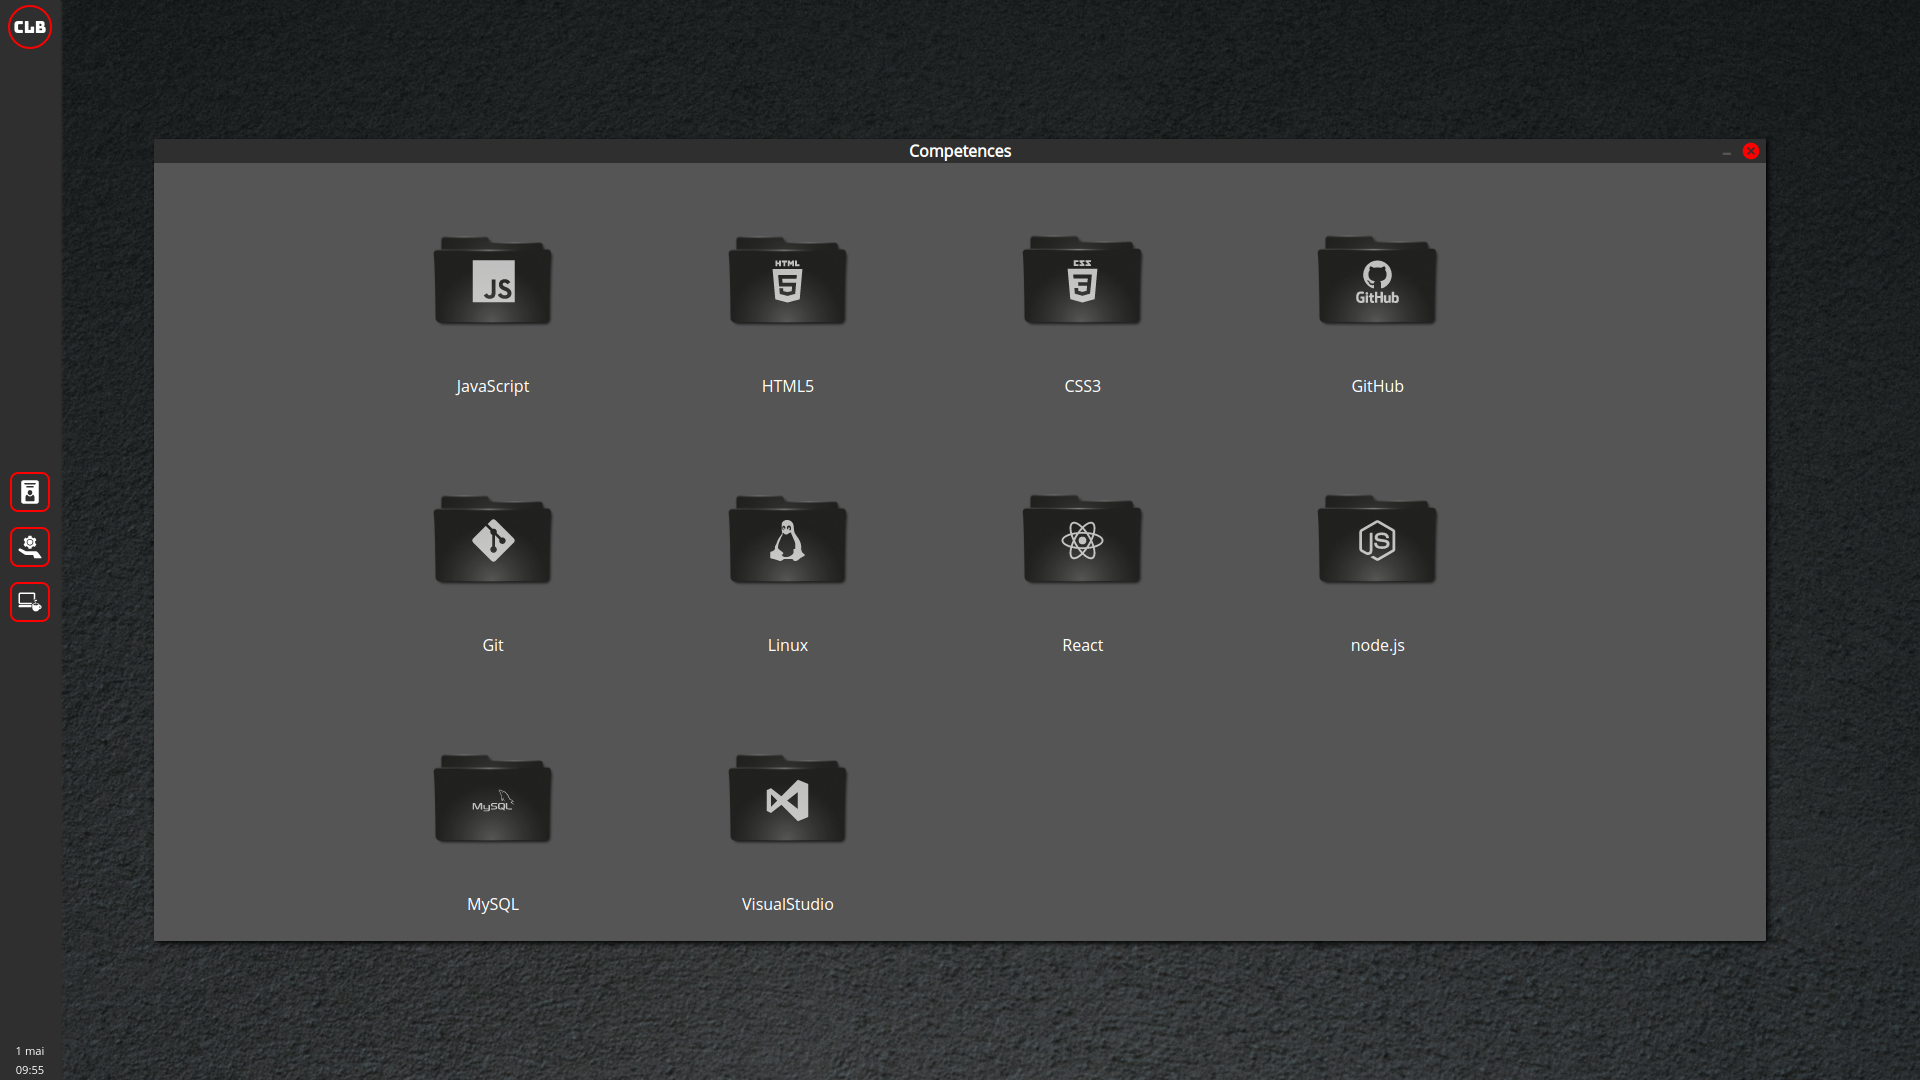 CLB
Competences
JS
HTML
5
CSS
3
GitHub
JavaScript
HTML5
CSS3
GitHub
JS
Git
Linux
React
node.js
MySQL
MySQL
VisualStudio
1 mai
09:55